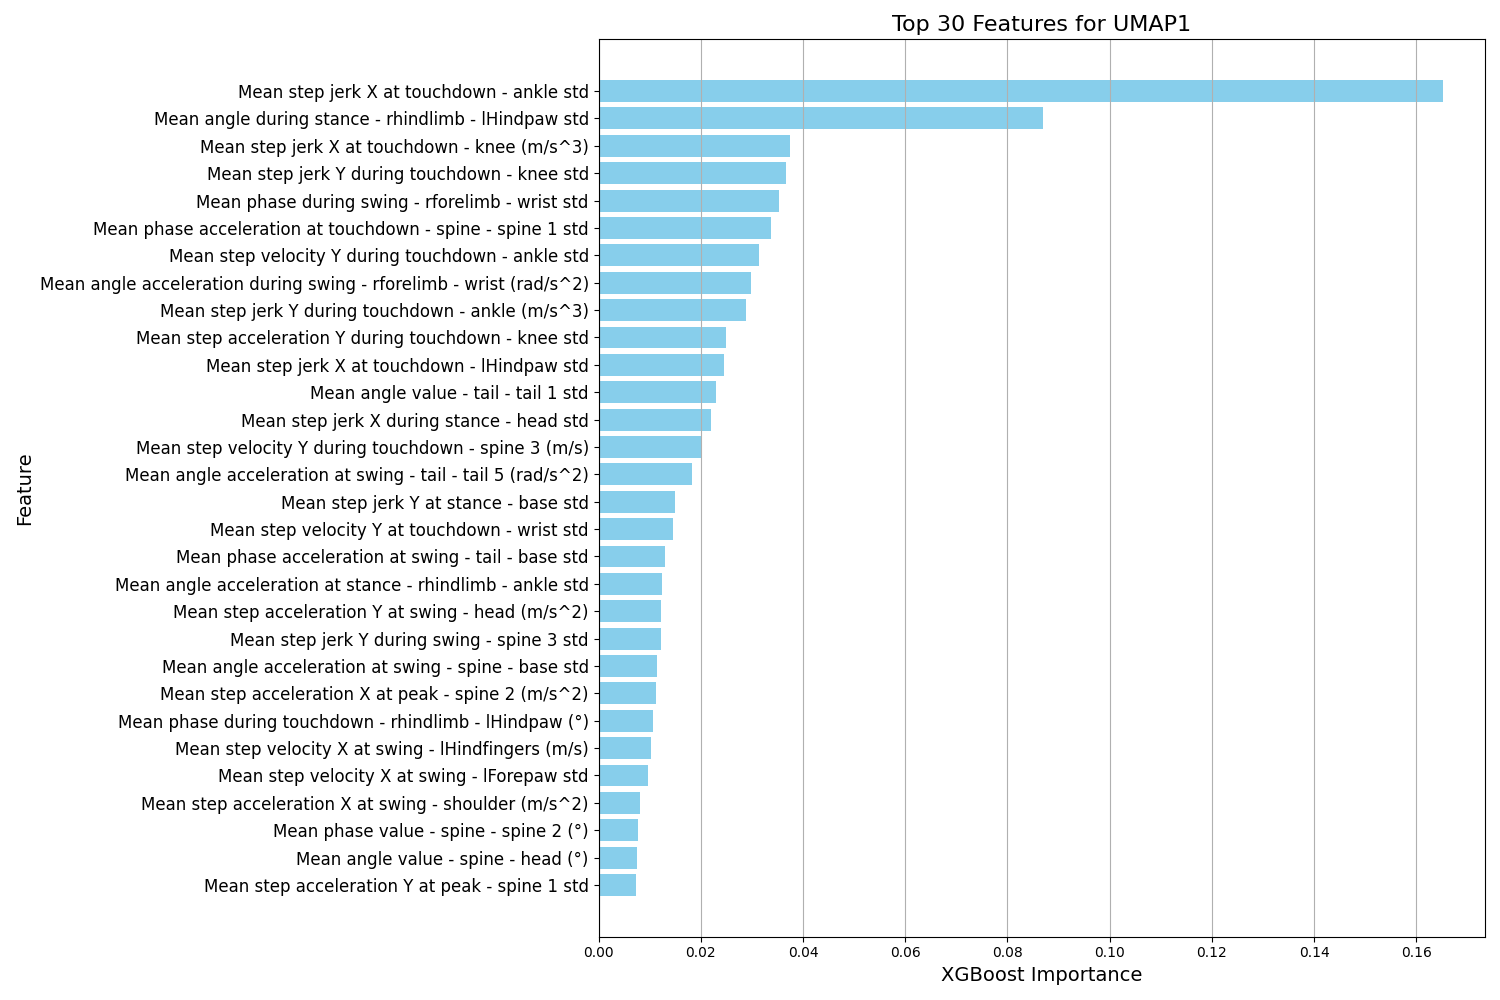 Top 30 Features for UMAP1
Mean step jerk X at touchdown - ankle std
Mean angle during stance - rhindlimb - lHindpaw std
Mean step jerk X at touchdown - knee (m/s^3)
Mean step jerk Y during touchdown - knee std
Mean phase during swing - rforelimb - wrist std
Mean phase acceleration at touchdown - spine - spine 1 std
Mean step velocity Y during touchdown - ankle std
Mean angle acceleration during swing - rforelimb - wrist (rad/s^2)
Mean step jerk Y during touchdown - ankle (m/s^3)
Mean step acceleration Y during touchdown - knee std
Mean step jerk X at touchdown - lHindpaw std
Mean angle value - tail - tail 1 std
Mean step jerk X during stance - head std
Mean step velocity Y during touchdown - spine 3 (m/s)
Mean angle acceleration at swing - tail - tail 5 (rad/s^2)
Mean step jerk Y at stance - base std
Mean step velocity Y at touchdown - wrist std
Mean phase acceleration at swing - tail - base std
Mean angle acceleration at stance - rhindlimb - ankle std
Mean step acceleration Y at swing - head (m/s^2)
Mean step jerk Y during swing - spine 3 std
Mean angle acceleration at swing - spine - base std
Mean step acceleration X at peak - spine 2 (m/s^2)
Mean phase during touchdown - rhindlimb - lHindpaw (°)
Mean step velocity X at swing - lHindfingers (m/s)
Mean step velocity X at swing - lForepaw std
Mean step acceleration X at swing - shoulder (m/s^2)
Mean phase value - spine - spine 2 (°)
Mean angle value - spine - head (°)
Mean step acceleration Y at peak - spine 1 std
Feature
0.00 0.02 0.04 0.06 0.08 0.10 0.12 0.14 0.16
XGBoost Importance